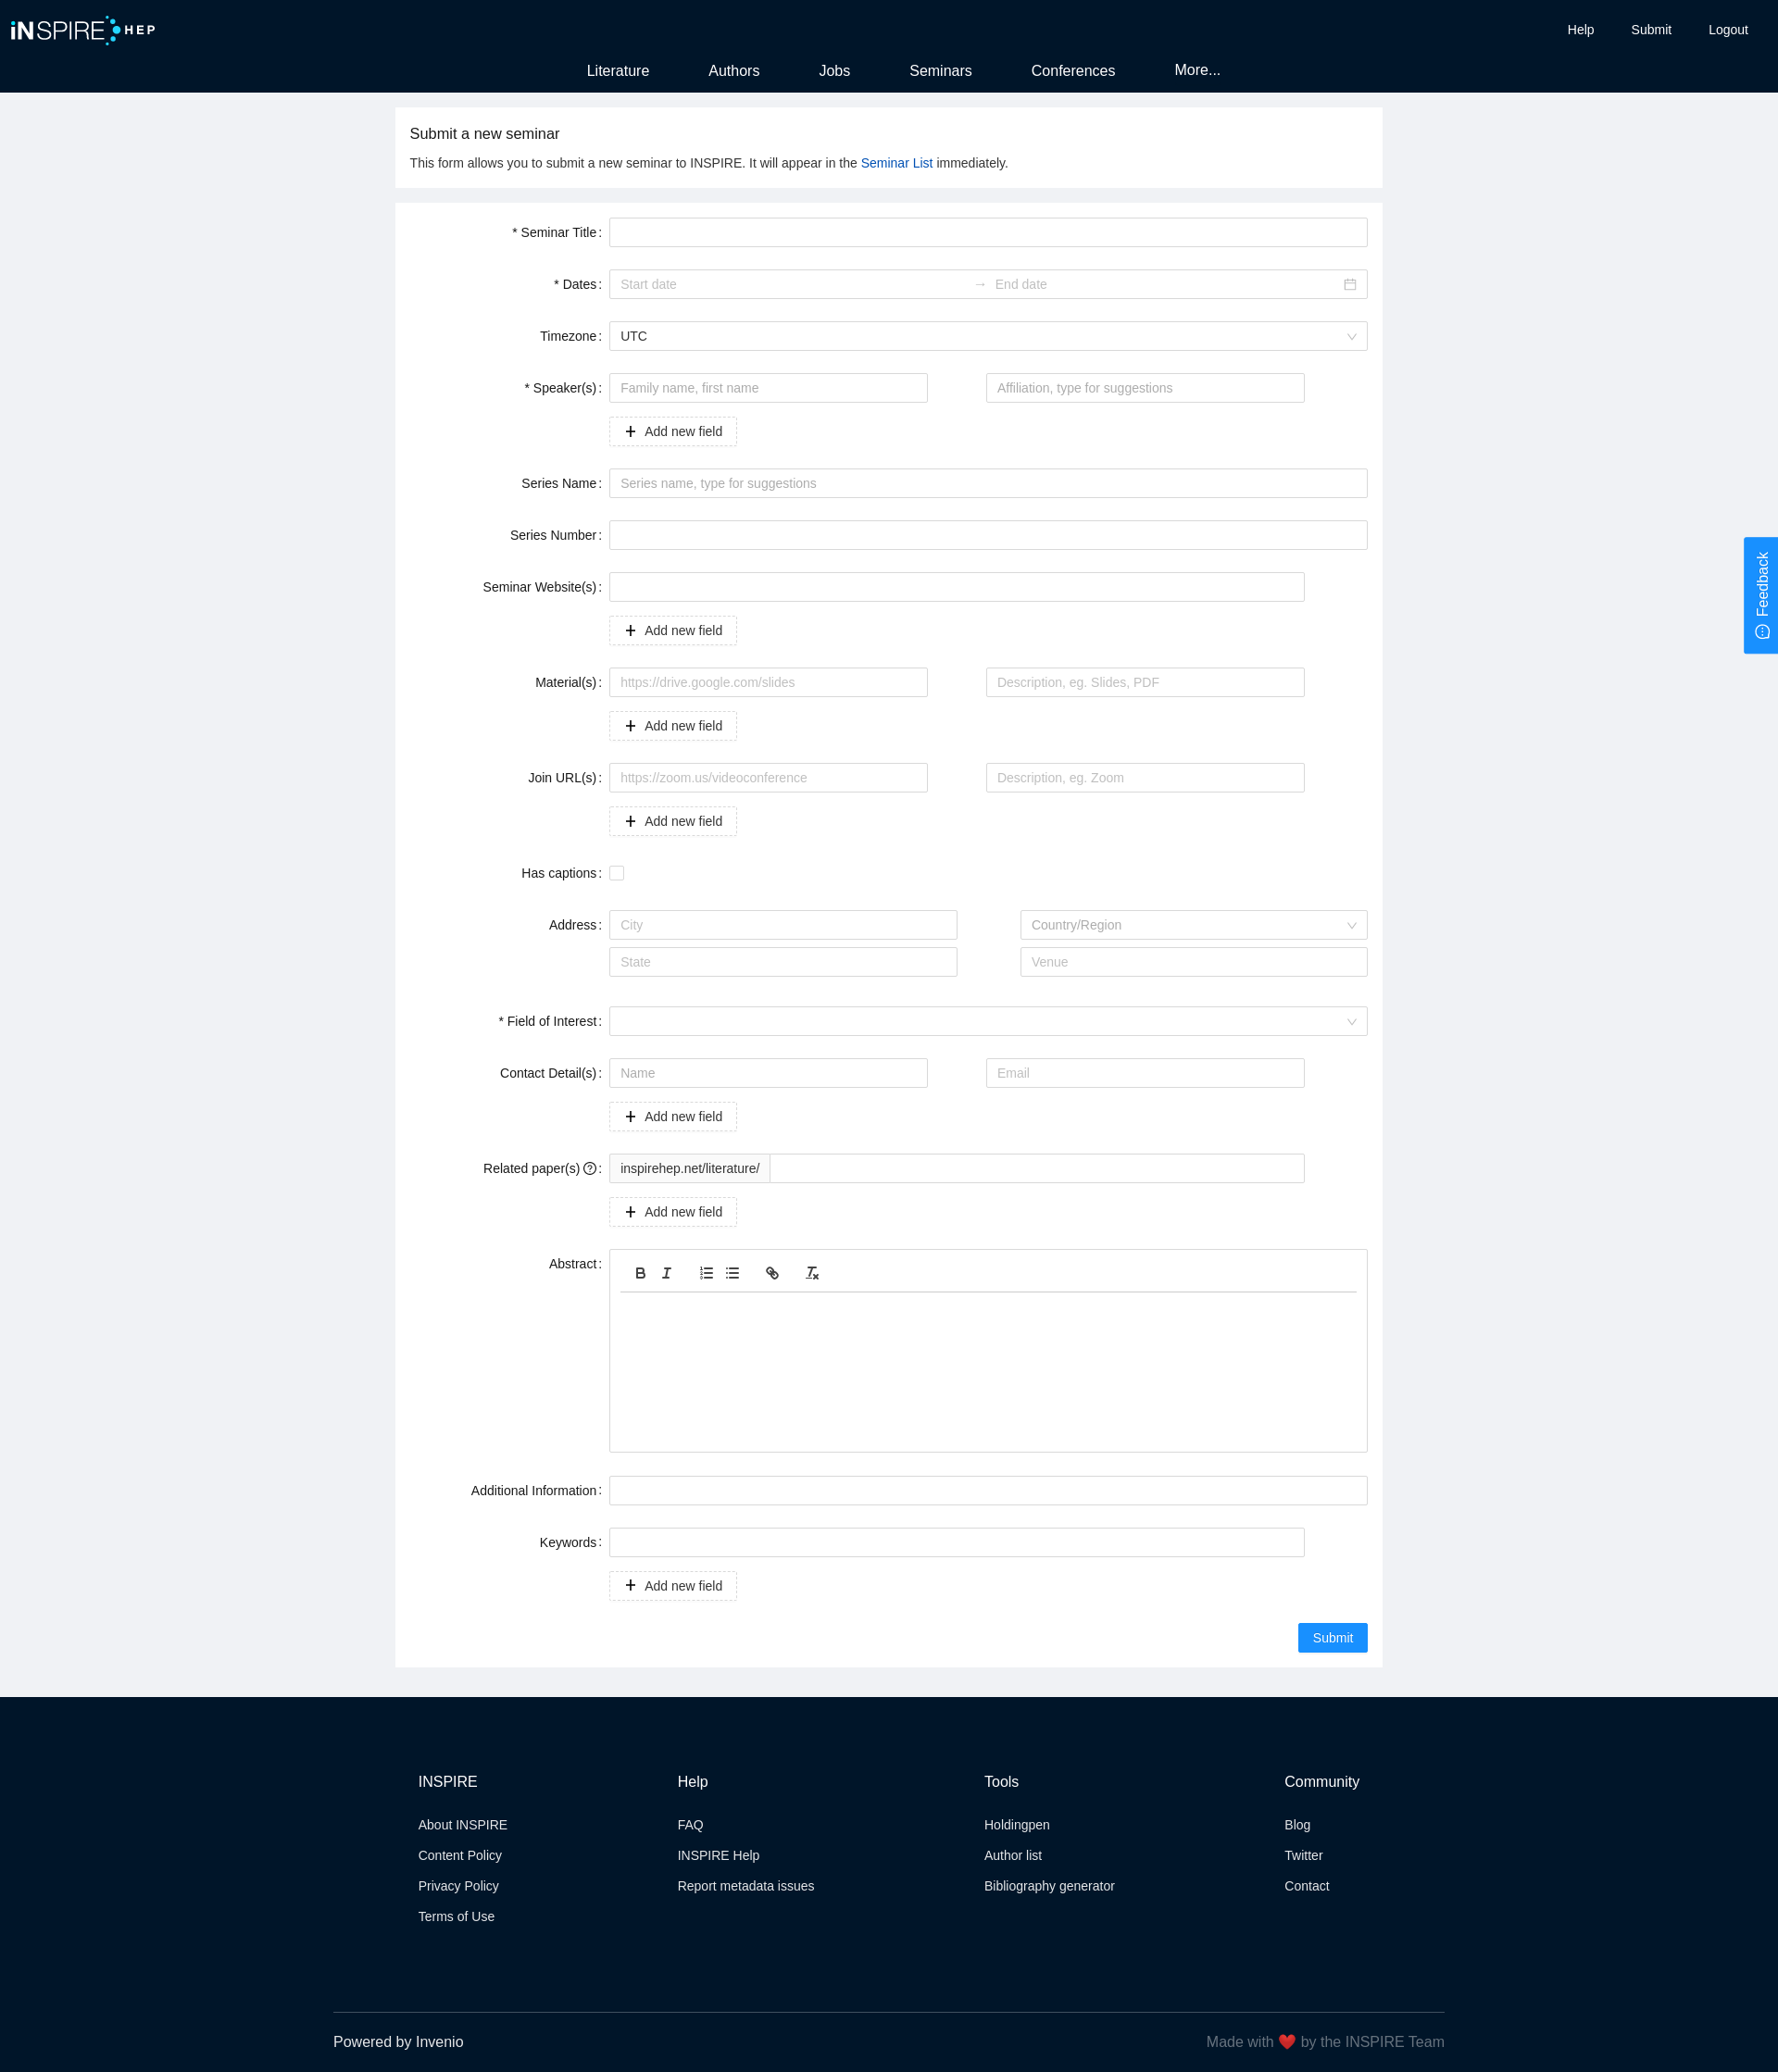 iNSPIRE HEP
Help Submit Logout
Literature Authors Jobs Seminars Conferences More...
Submit a new seminar
This form allows you to submit a new seminar to INSPIRE. It will appear in the Seminar List immediately.
* Seminar Title :
* Dates : Start date → End date
Timezone : UTC
* Speaker(s) : Family name, first name Affiliation, type for suggestions
Add new field
Series Name : Series name, type for suggestions
Series Number :
Feedback
Seminar Website(s) :
Add new field
Material(s) : https://drive.google.com/slides Description, eg. Slides, PDF
Add new field
Join URL(s) : https://zoom.us/videoconference Description, eg. Zoom
Add new field
Has captions :
Address : City Country/Region
State Venue
* Field of Interest :
Contact Detail(s) : Name Email
Add new field
Related paper(s) : inspirehep.net/literature/
Add new field
Abstract :
Additional Information :
Keywords :
Add new field
Submit
INSPIRE Help Tools Community
About INSPIRE FAQ Holdingpen Blog
Content Policy INSPIRE Help Author list Twitter
Privacy Policy Report metadata issues Bibliography generator Contact
Terms of Use
Powered by Invenio Made with ❤️ by the INSPIRE Team